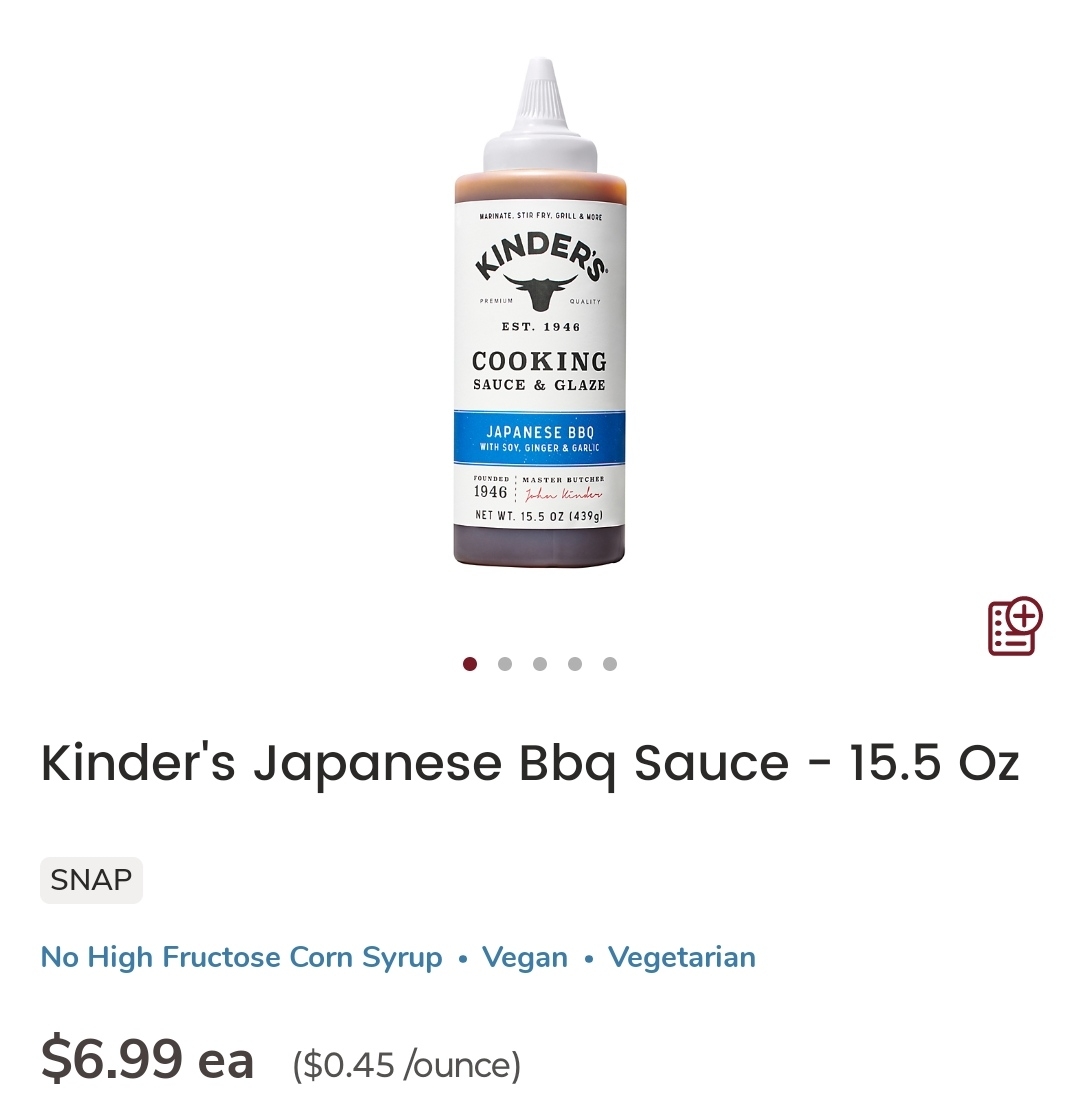 MARINATE, STIR FRY, GRILL & MORE
KINDER'S®
PREMIUM QUALITY
EST. 1946
COOKING
SAUCE & GLAZE
JAPANESE BBQ
WITH SOY, GINGER & GARLIC
FOUNDED
1946
MASTER BUTCHER
John Kinder
NET WT. 15.5 OZ (439g)
Kinder's Japanese Bbq Sauce - 15.5 Oz
SNAP
No High Fructose Corn Syrup • Vegan • Vegetarian
$6.99 ea ($0.45 /ounce)